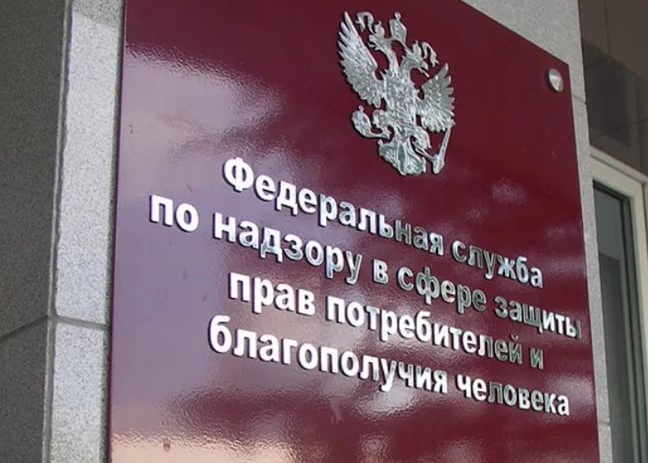 Федеральная служба
по надзору в сфере защиты
прав потребителей и
благополучия человека